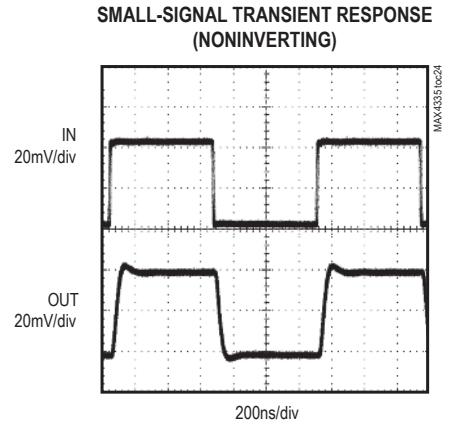 SMALL-SIGNAL TRANSIENT RESPONSE
(NONINVERTING)
MAX4335 toc24
IN
20mV/div
OUT
20mV/div
200ns/div